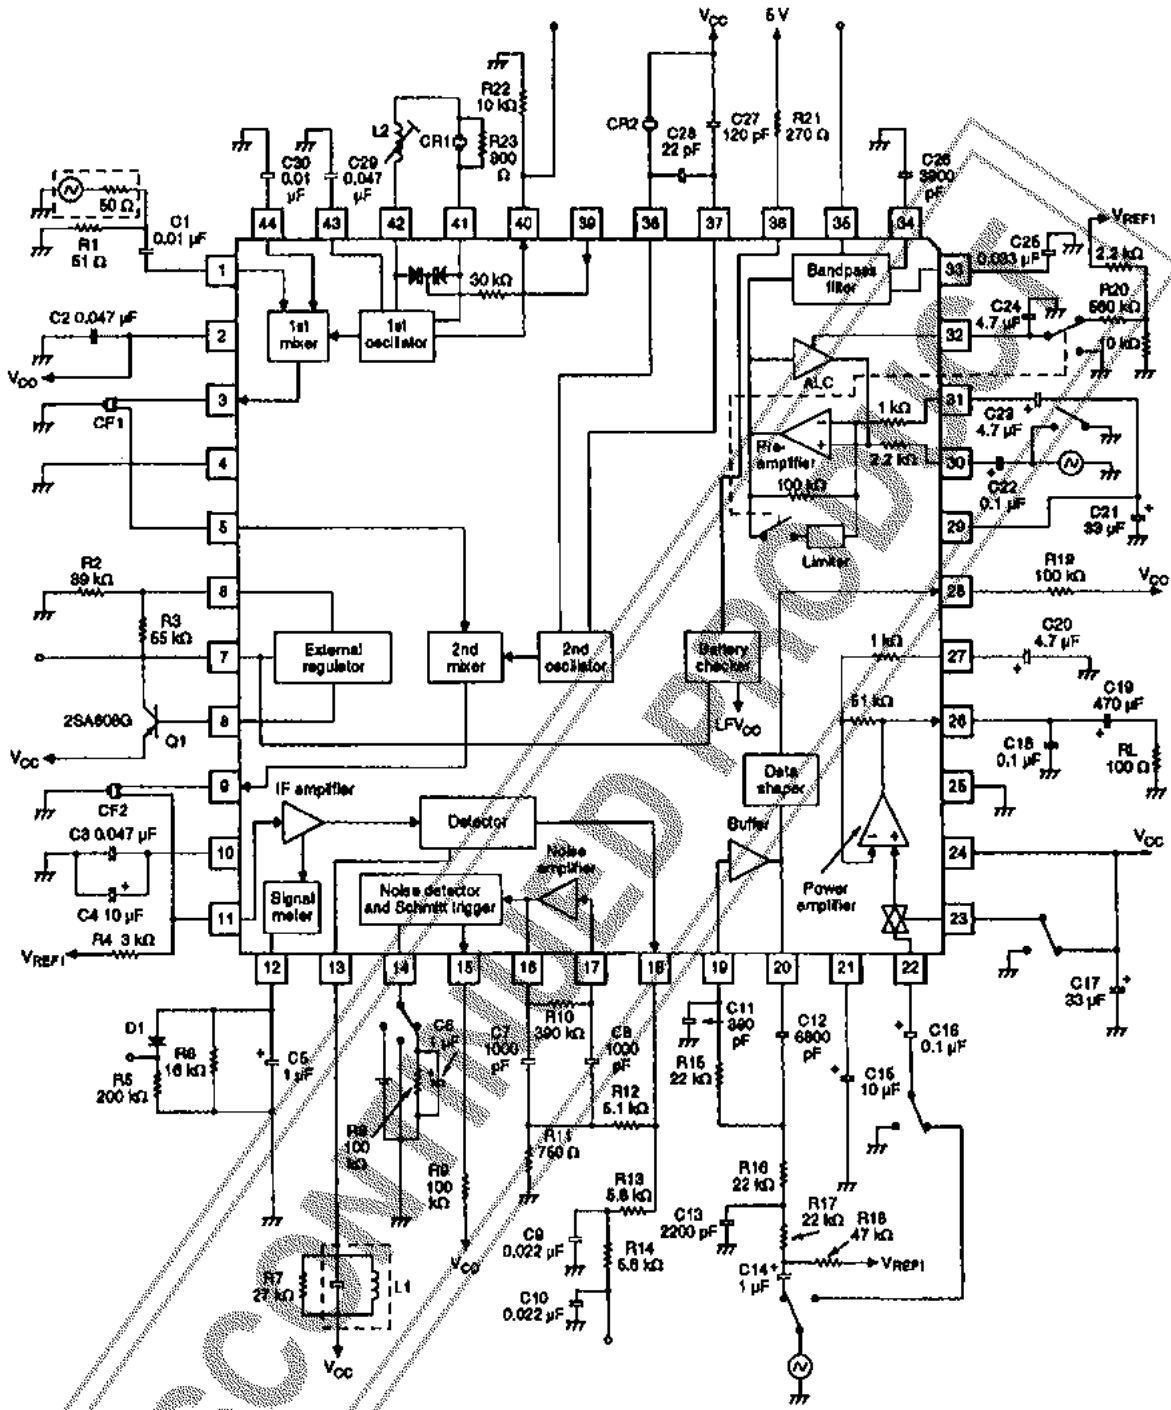 VCC
5 V
R22
10 kΩ
L2
CR1
R23
CR2
C28
22 pF
C27
120 pF
R21
270 Ω
C30
0.01
µF
C29
0.047
µF
C26
3900
pF
50 Ω
C1
0.01 µF
R1
51 Ω
44
43
42
41
40
39
38
37
36
35
34
VREF1
2.2 kΩ
C25
0.033 µF
R20
560 kΩ
10 kΩ
C24
4.7 µF
1
2
3
4
5
6
7
8
9
10
11
33
32
31
30
29
28
27
26
25
24
23
30 kΩ
Bandpass
filter
1st
mixer
1st
oscillator
C2 0.047 µF
VCC
CF1
ALC
1 kΩ
Pre-
amplifier
2.2 kΩ
100 kΩ
Limiter
C23
4.7 µF
C22
0.1 µF
C21
33 µF
R2
R3
External
regulator
2nd
mixer
2nd
oscillator
Battery
checker
LFVCC
R19
100 kΩ
VCC
1 kΩ
51 kΩ
C20
4.7 µF
C19
470 µF
C18
0.1 µF
RL
100 Ω
2SA608G
Q1
VCC
CF2
C3 0.047 µF
C4 10 µF
R4 3 kΩ
VREF1
IF amplifier
Detector
Signal
meter
Noise
amplifier
Noise detector
and Schmitt trigger
Data
shaper
Buffer
Power
amplifier
VCC
12
13
14
15
16
17
18
19
20
21
22
D1
R5
200 kΩ
R6
C5
1 µF
C6
1 µF
R8
100
kΩ
R9
100
kΩ
VCC
C7
1000
pF
R10
390 kΩ
C8
1000
pF
R12
5.1 kΩ
R11
750 Ω
R13
R14
C9
0.022 µF
C10
0.022 µF
C11
pF
R15
22 kΩ
C12
6800
pF
C15
10 µF
C16
0.1 µF
C17
33 µF
R16
22 kΩ
C13
2200 pF
R17
22 kΩ
R18
47 kΩ
VREF1
C14
1 µF
R7
27 kΩ
L1
VCC
DISCONTINUED PRODUCT